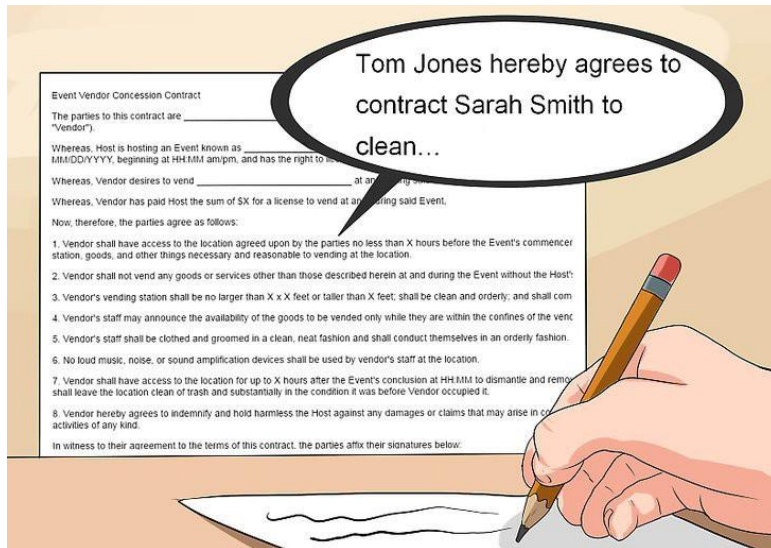 Tom Jones hereby agrees to
contract Sarah Smith to
clean...
Event Vendor Concession Contract
The parties to this contract are
"Vendor").
Whereas, Host is hosting an Event known as
MM/DD/YYYY, beginning at HH:MM am/pm, and has the right to
Whereas, Vendor desires to vend ______ at
Whereas, Vendor has paid Host the sum of $X for a license to vend at and during said Event,
Now, therefore, the parties agree as follows:
1. Vendor shall have access to the location agreed upon by the parties no less than X hours before the Event's
station, goods, and other things necessary and reasonable to vending at the location.
2. Vendor shall not vend any goods or services other than those described herein at and during the Event without the Host's
3. Vendor's vending station shall be no larger than X x X feet or taller than X feet; shall be clean and orderly; and shall
4. Vendor's staff may announce the availability of the goods to be vended only while they are within the confines of the
5. Vendor's staff shall be clothed and groomed in a clean, neat fashion and shall conduct themselves in an orderly fashion.
6. No loud music, noise, or sound amplification devices shall be used by vendor's staff at the location.
7. Vendor shall have access to the location for up to X hours after the Event's conclusion at HH:MM to dismantle and
shall leave the location clean of trash and substantially in the condition it was before Vendor occupied it.
8. Vendor hereby agrees to indemnify and hold harmless the Host against any damages or claims that may arise in
activities of any kind.
In witness to their agreement to the terms of this contract, the parties affix their signatures below: